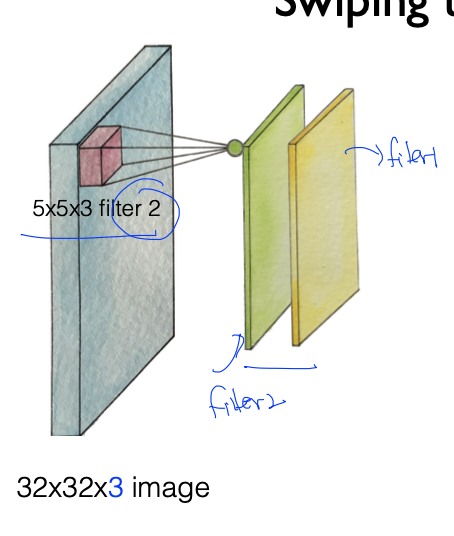 Swiping t
filter1
5x5x3 filter 2
filter2
32x32x3 image